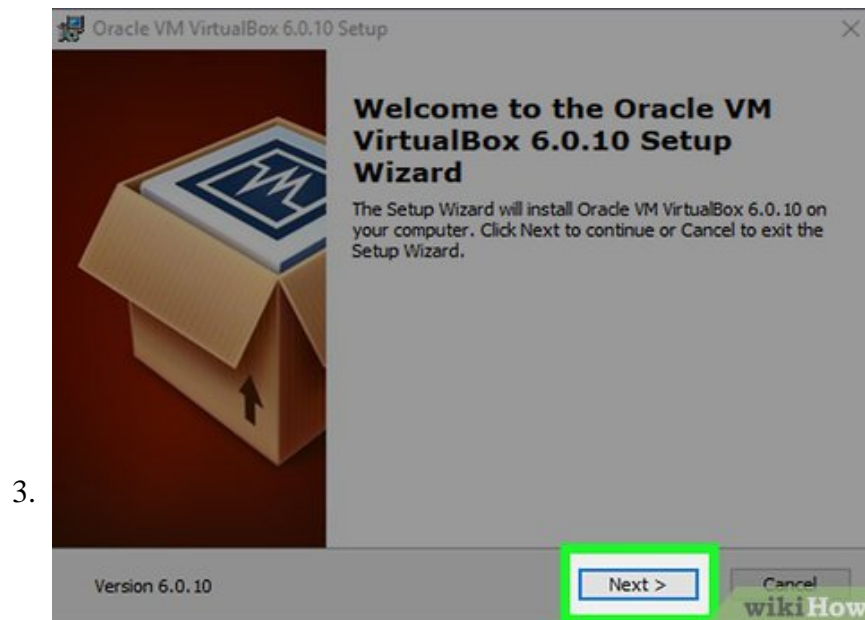 Oracle VM VirtualBox 6.0.10 Setup
Welcome to the Oracle VM
VirtualBox 6.0.10 Setup
Wizard
The Setup Wizard will install Oracle VM VirtualBox 6.0.10 on
your computer. Click Next to continue or Cancel to exit the
Setup Wizard.
3.
Version 6.0.10
Next >
Cancel
wikiHow